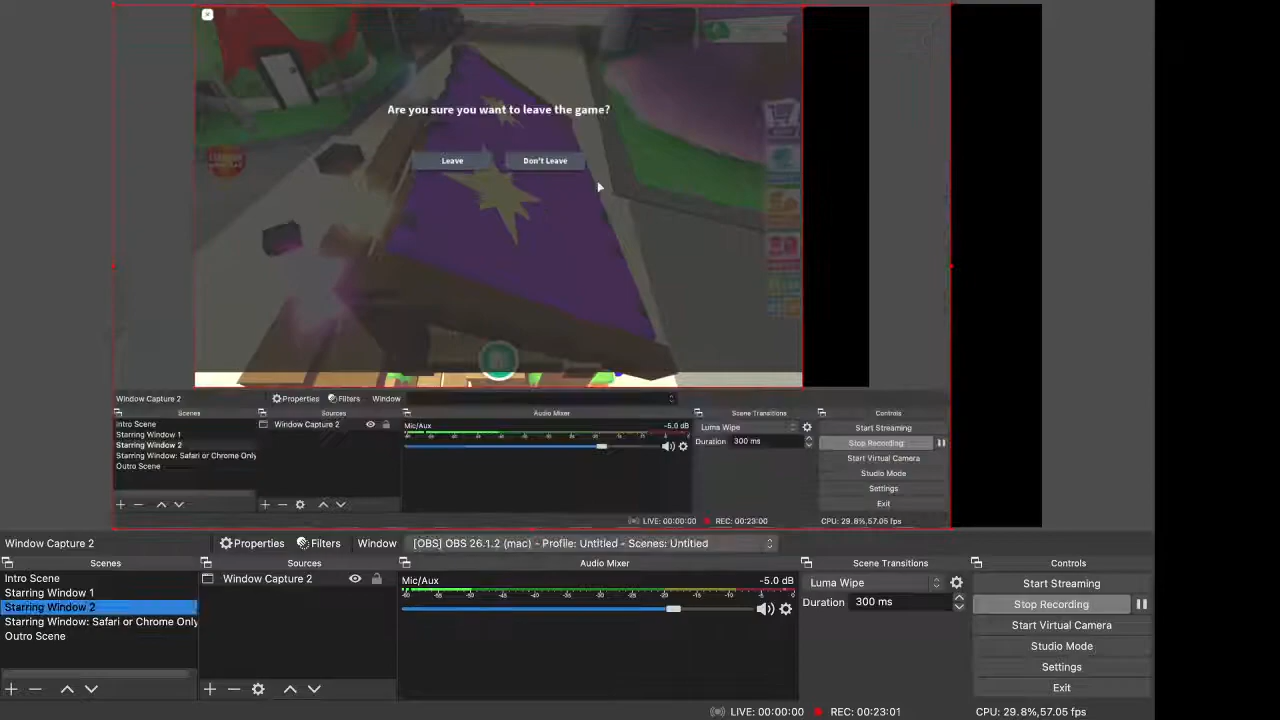 Are you sure you want to leave the game?
Leave Don't Leave
Window Capture 2 Properties Filters Window
Scenes Sources Audio Mixer Scene Transitions Controls
Intro Scene
Starring Window 1
Starring Window 2
Starring Window: Safari or Chrome Only
Outro Scene
Window Capture 2
Mic/Aux -5.0 dB
Luma Wipe
Duration 300 ms
Start Streaming
Stop Recording
Start Virtual Camera
Studio Mode
Settings
Exit
LIVE: 00:00:00 REC: 00:23:00 CPU: 29.8%,57.05 fps
Window Capture 2 Properties Filters Window [OBS] OBS 26.1.2 (mac) - Profile: Untitled - Scenes: Untitled
Scenes Sources Audio Mixer Scene Transitions Controls
Intro Scene
Starring Window 1
Starring Window 2
Starring Window: Safari or Chrome Only
Outro Scene
Window Capture 2
Mic/Aux -5.0 dB
Luma Wipe
Duration 300 ms
Start Streaming
Stop Recording
Start Virtual Camera
Studio Mode
Settings
Exit
LIVE: 00:00:00 REC: 00:23:01 CPU: 29.8%,57.05 fps